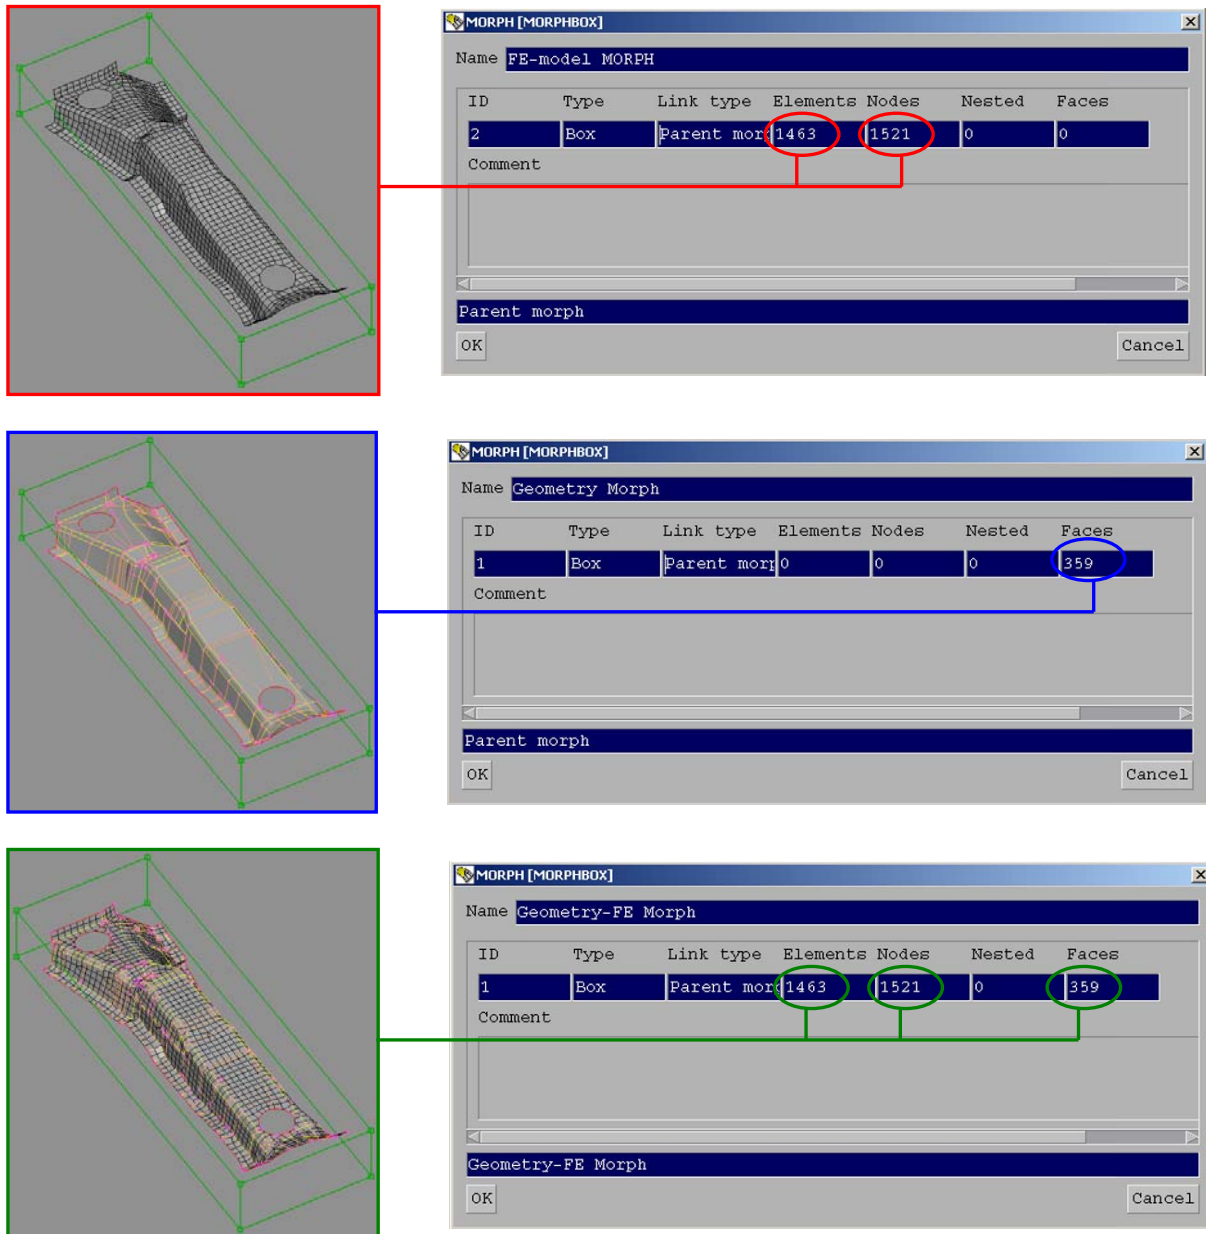 MORPH [MORPHBOX]
Name FE-model MORPH
ID Type Link type Elements Nodes Nested Faces
2 Box Parent mor 1463 1521 0 0
Comment
Parent morph
OK Cancel
MORPH [MORPHBOX]
Name Geometry Morph
ID Type Link type Elements Nodes Nested Faces
1 Box Parent morp 0 0 0 359
Comment
Parent morph
OK Cancel
MORPH [MORPHBOX]
Name Geometry-FE Morph
ID Type Link type Elements Nodes Nested Faces
1 Box Parent mor 1463 1521 0 359
Comment
Geometry-FE Morph
OK Cancel